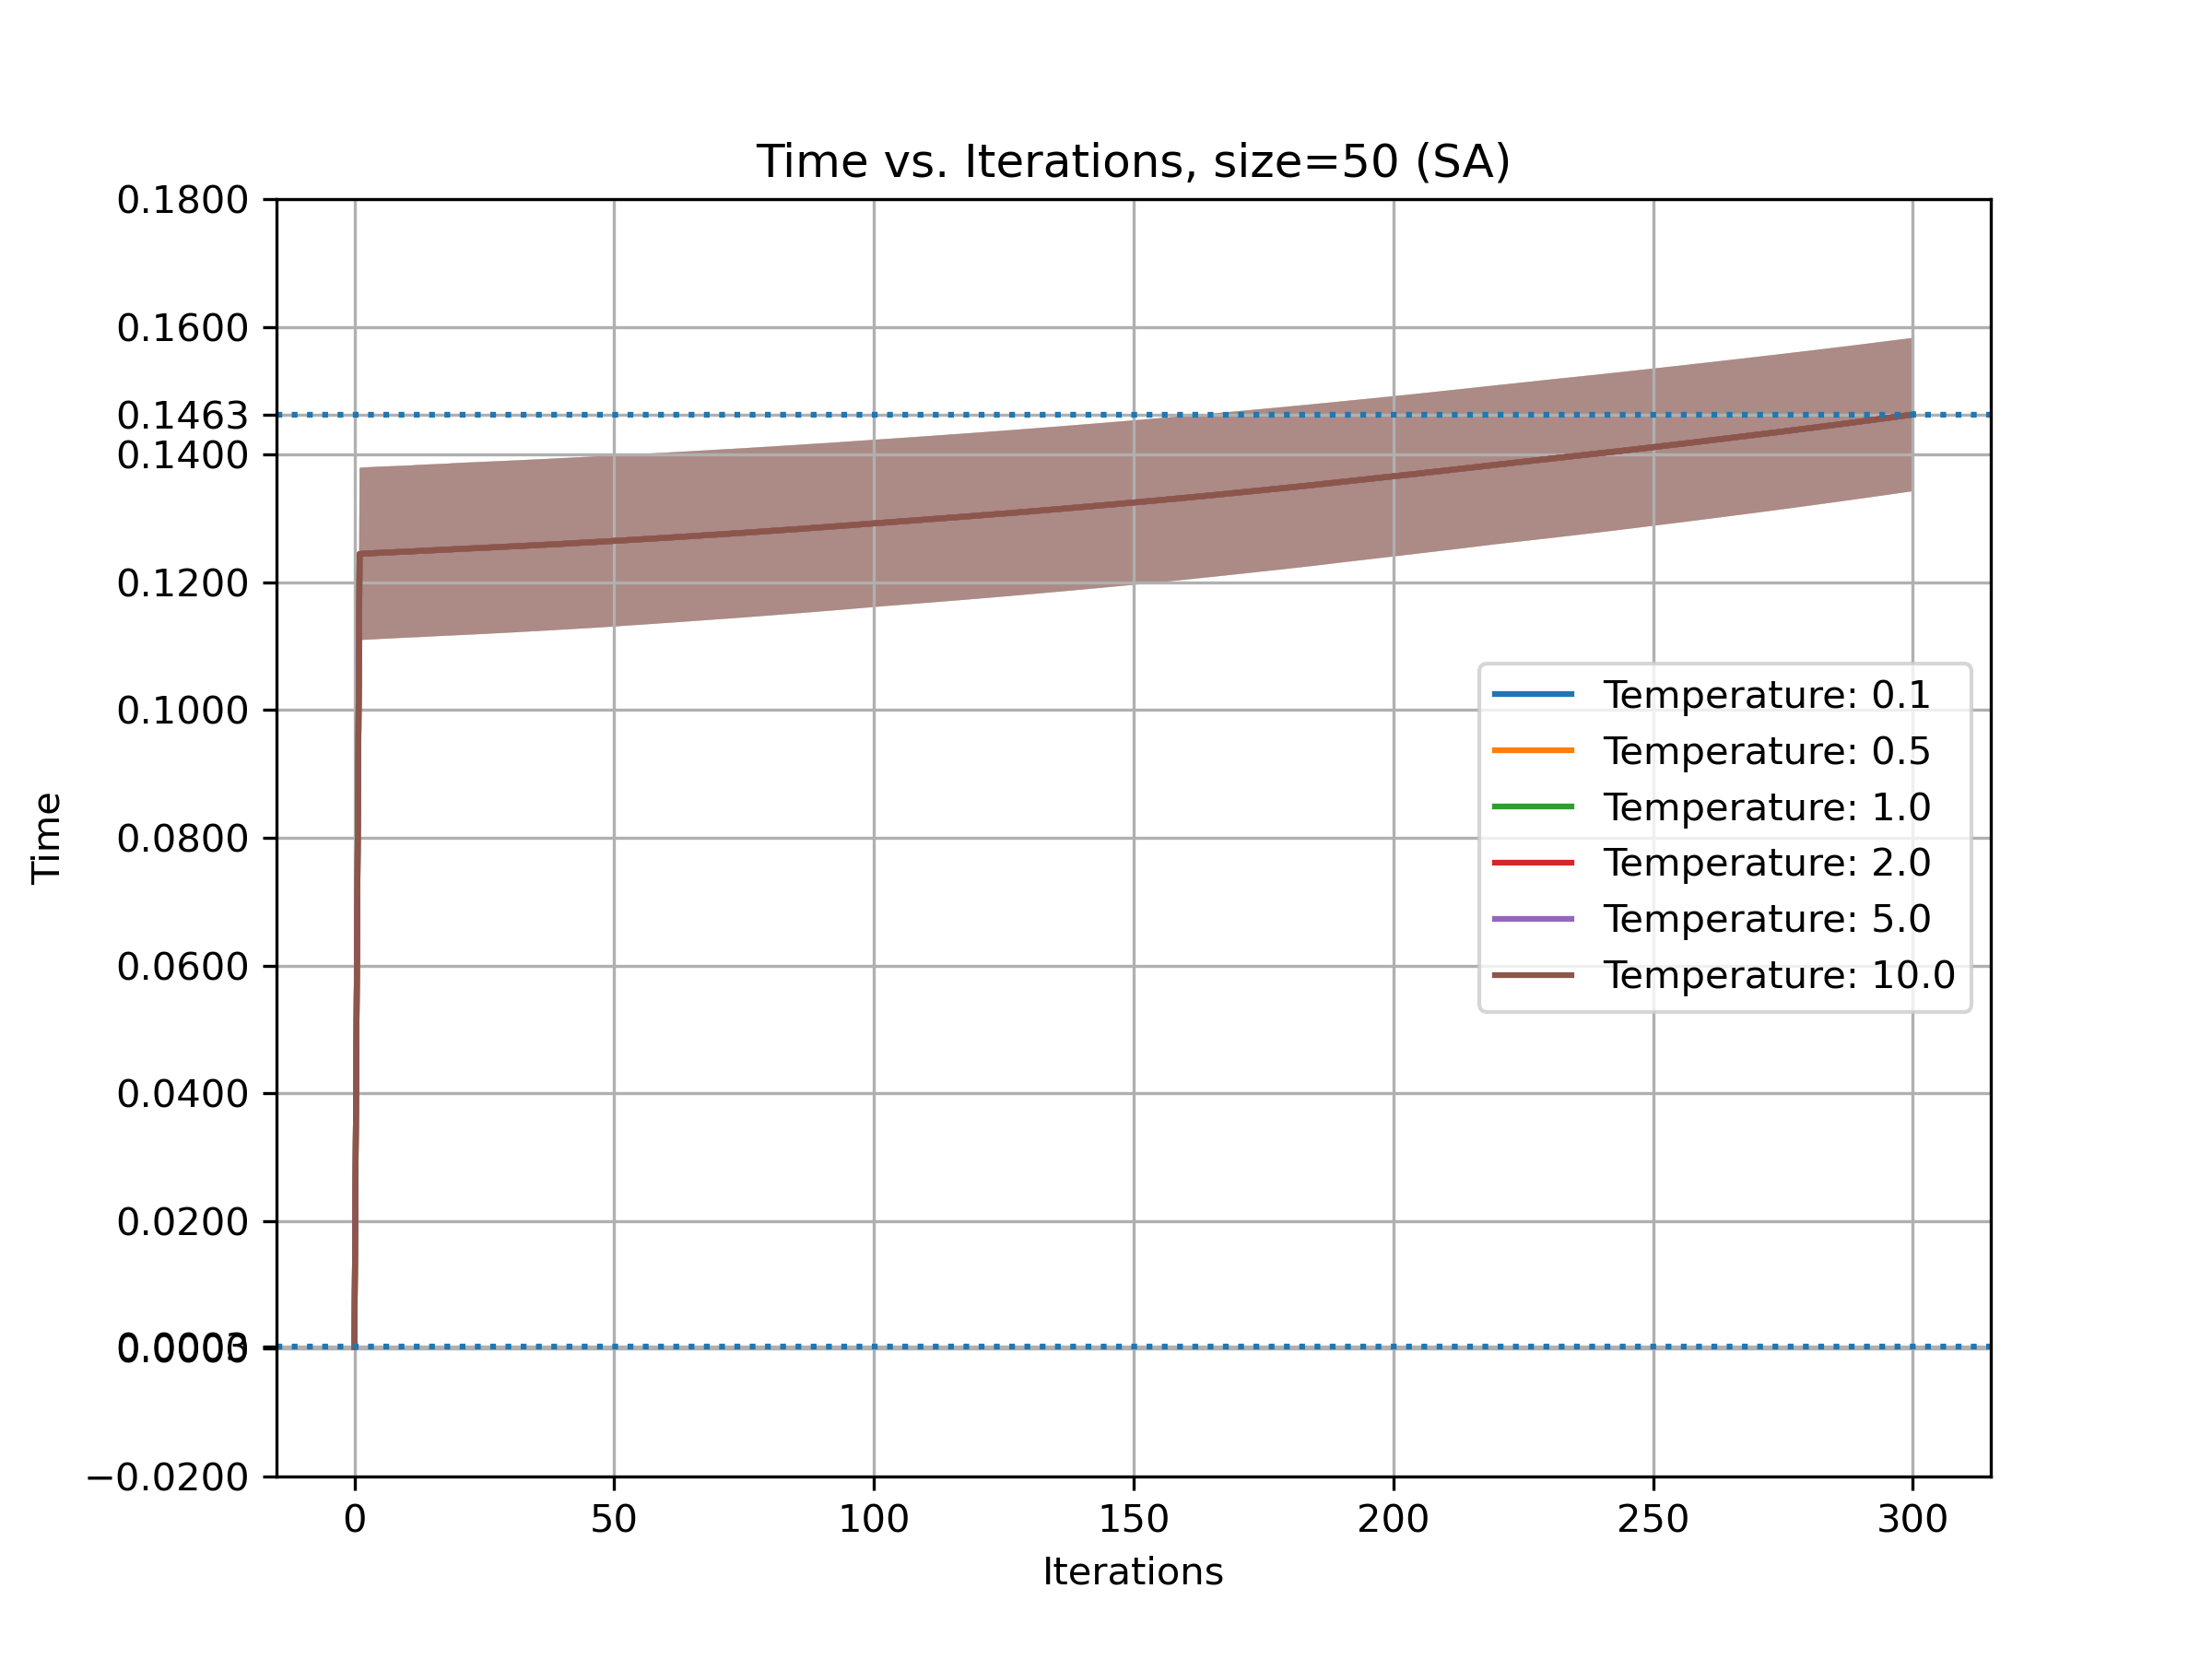 Time vs. Iterations, size=50 (SA)
0.1800
0.1600
0.1463
0.1400
0.1200
0.1000
0.0800
0.0600
0.0400
0.0200
0.0003
−0.0200
Time
Temperature: 0.1
Temperature: 0.5
Temperature: 1.0
Temperature: 2.0
Temperature: 5.0
Temperature: 10.0
0 50 100 150 200 250 300
Iterations